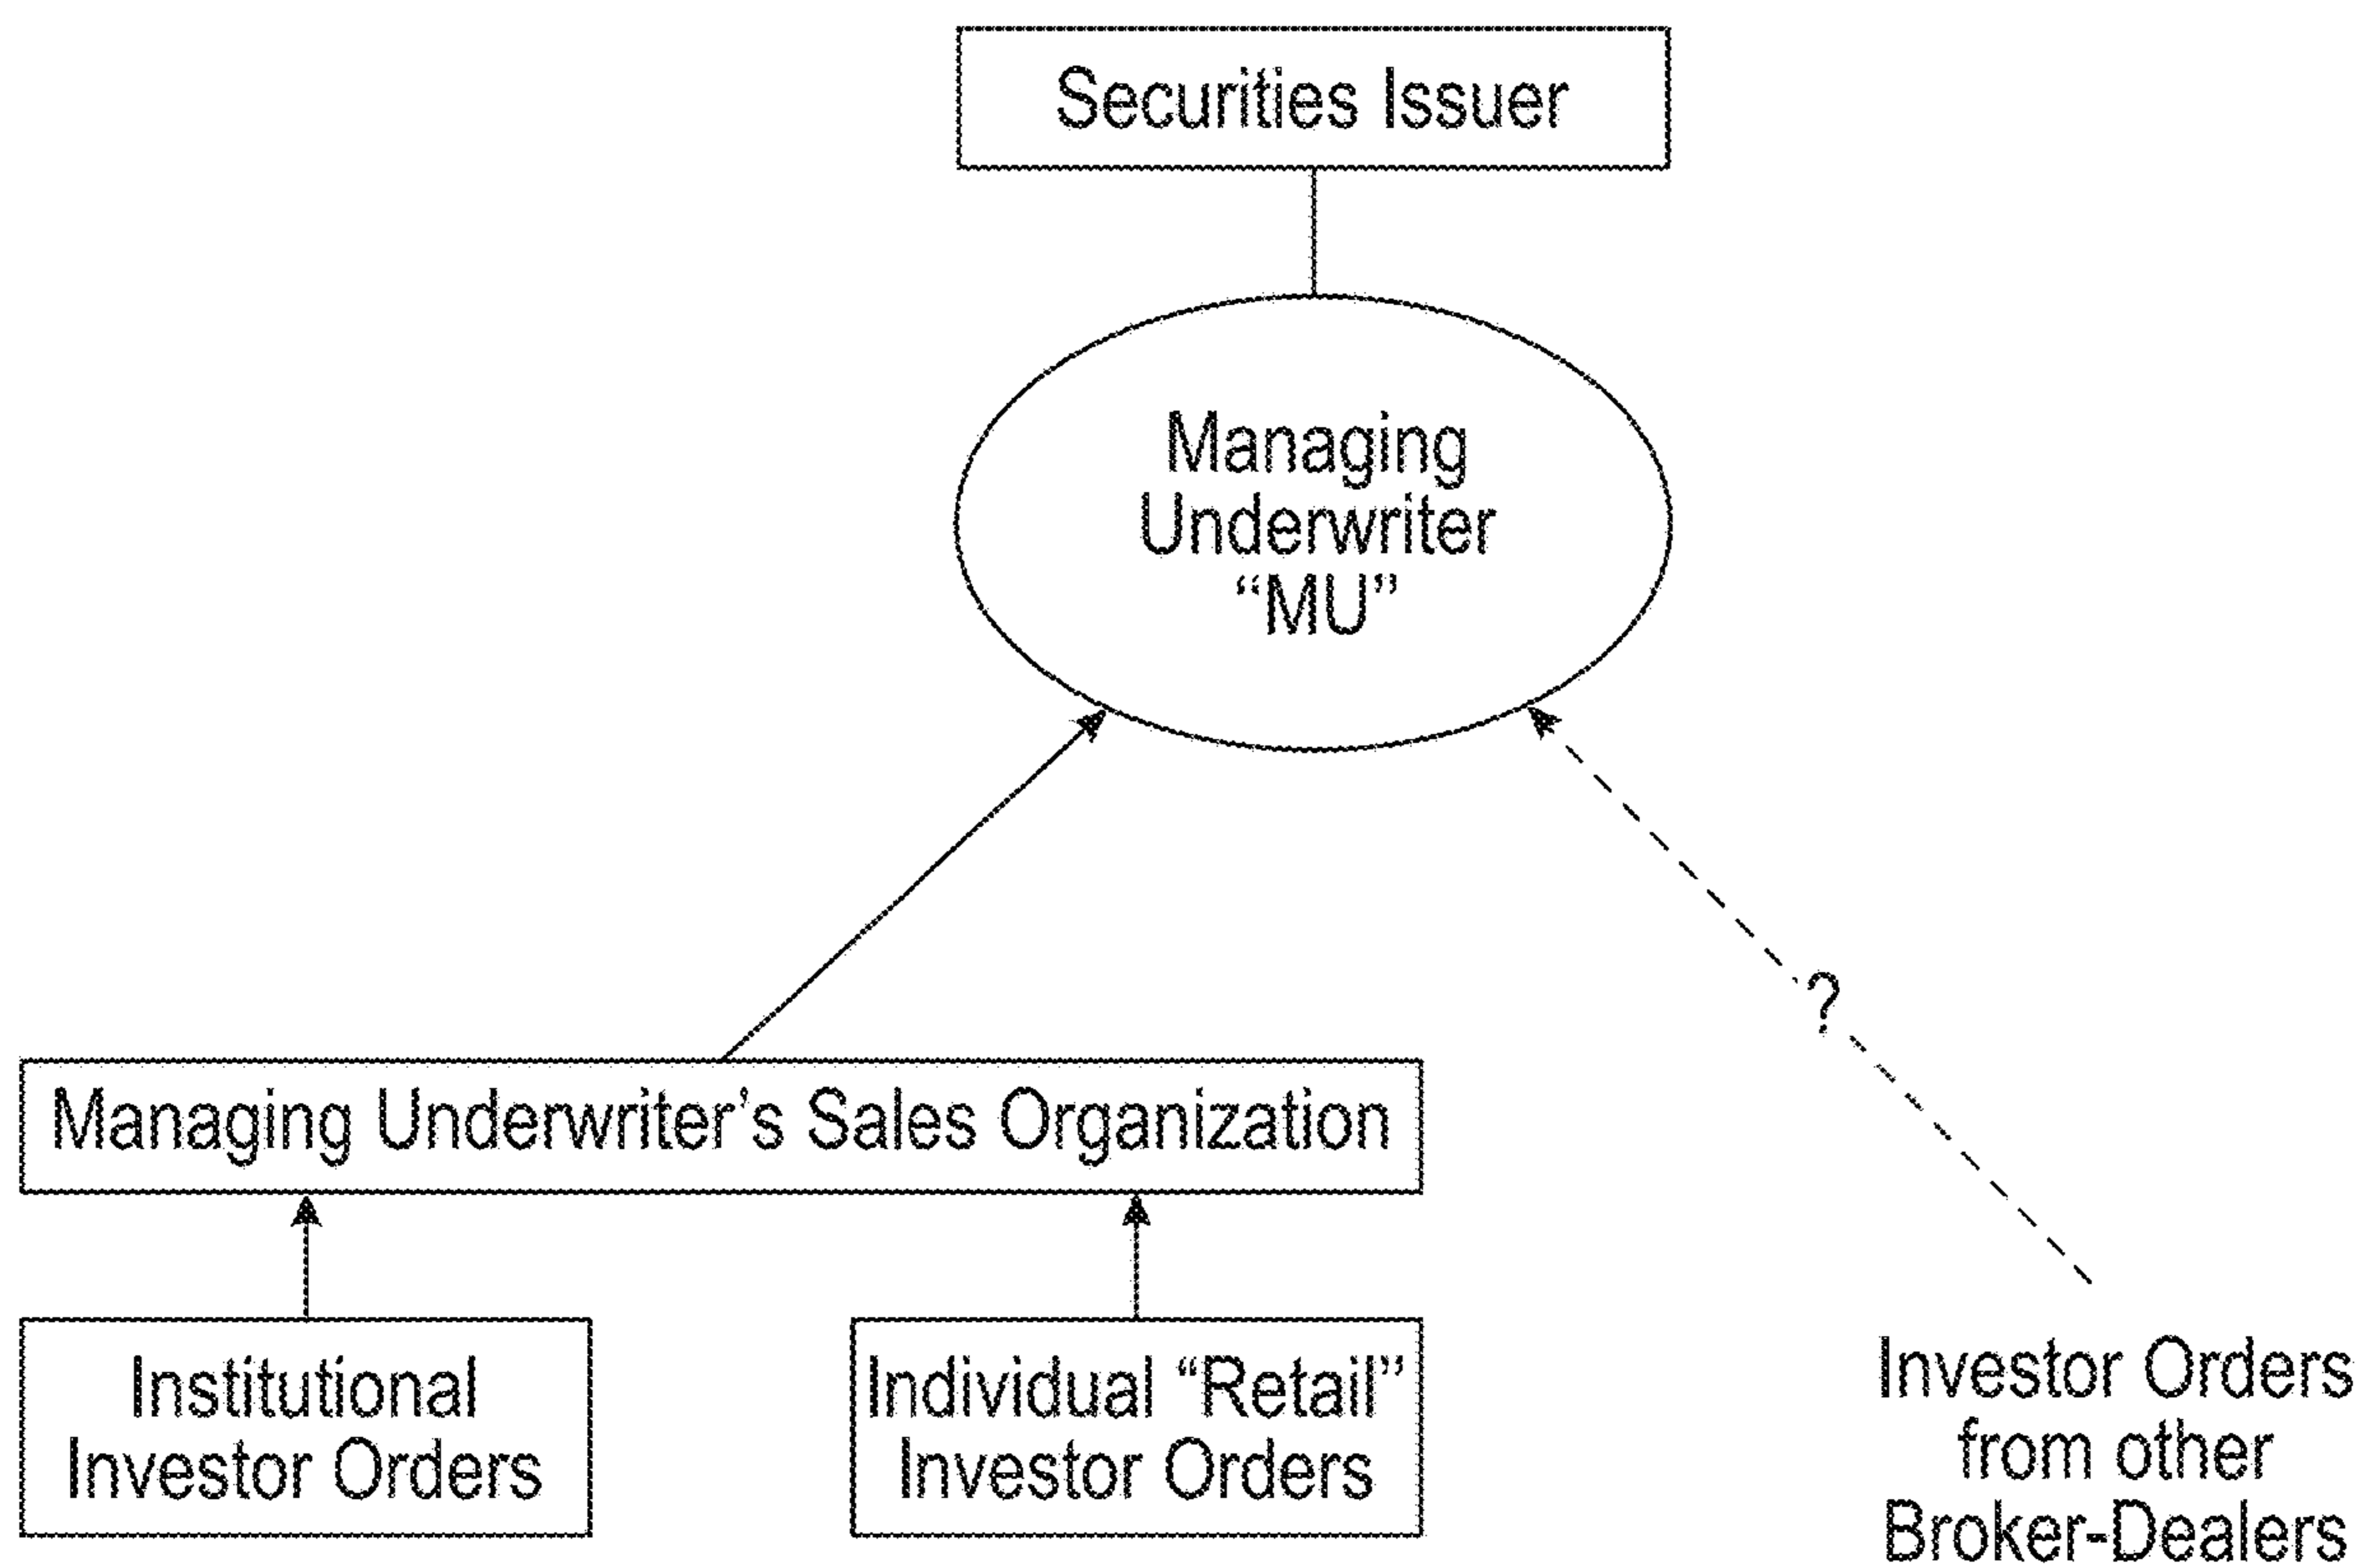 Securities Issuer
Managing
Underwriter
“MU”
?
Managing Underwriter’s Sales Organization
Institutional
Investor Orders
Individual “Retail”
Investor Orders
Investor Orders
from other
Broker-Dealers